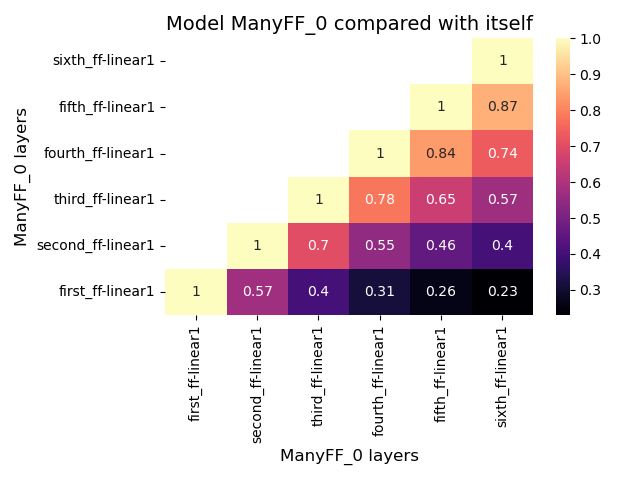 Model ManyFF_0 compared with itself
ManyFF_0 layers
sixth_ff-linear1 1
fifth_ff-linear1 1 0.87
fourth_ff-linear1 1 0.84 0.74
third_ff-linear1 1 0.78 0.65 0.57
second_ff-linear1 1 0.7 0.55 0.46 0.4
first_ff-linear1 1 0.57 0.4 0.31 0.26 0.23
first_ff-linear1
second_ff-linear1
third_ff-linear1
fourth_ff-linear1
fifth_ff-linear1
sixth_ff-linear1
ManyFF_0 layers
1.0
0.9
0.8
0.7
0.6
0.5
0.4
0.3